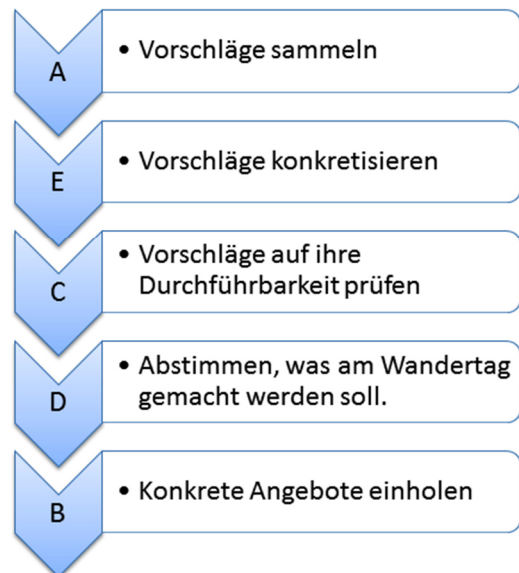 A
• Vorschläge sammeln
E
• Vorschläge konkretisieren
C
• Vorschläge auf ihre
Durchführbarkeit prüfen
D
• Abstimmen, was am Wandertag
gemacht werden soll.
B
• Konkrete Angebote einholen